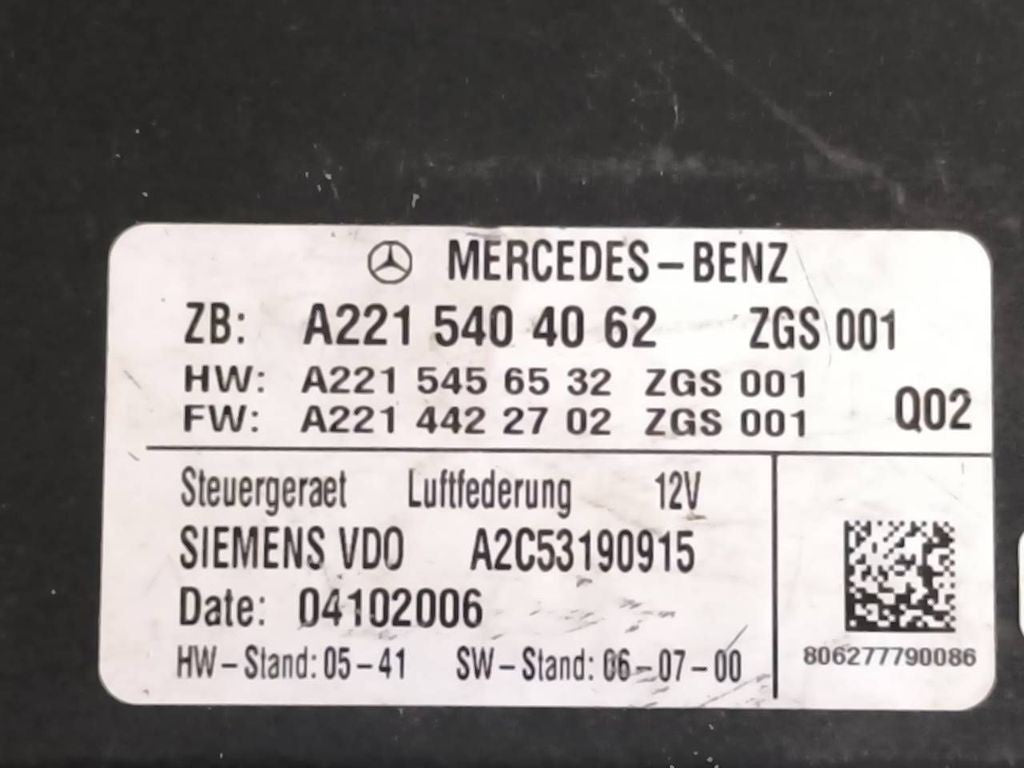 MERCEDES-BENZ
ZB: A221 540 40 62 ZGS 001
HW: A221 545 65 32 ZGS 001
FW: A221 442 27 02 ZGS 001
Q02
Steuergeraet Luftfederung 12V
SIEMENS VDO A2C53190915
Date: 04102006
HW-Stand: 05-41 SW-Stand: 06-07-00
806277790086